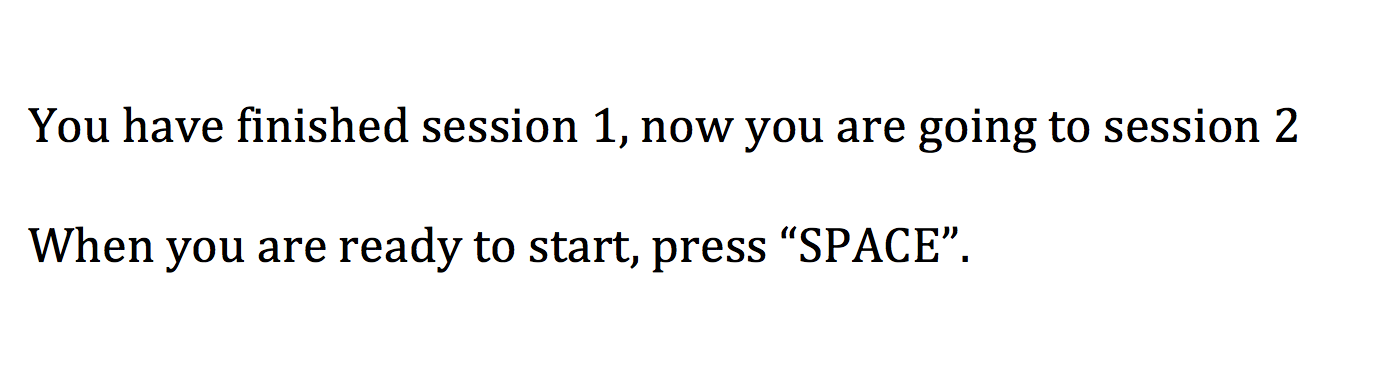 You have finished session 1, now you are going to session 2
When you are ready to start, press “SPACE”.